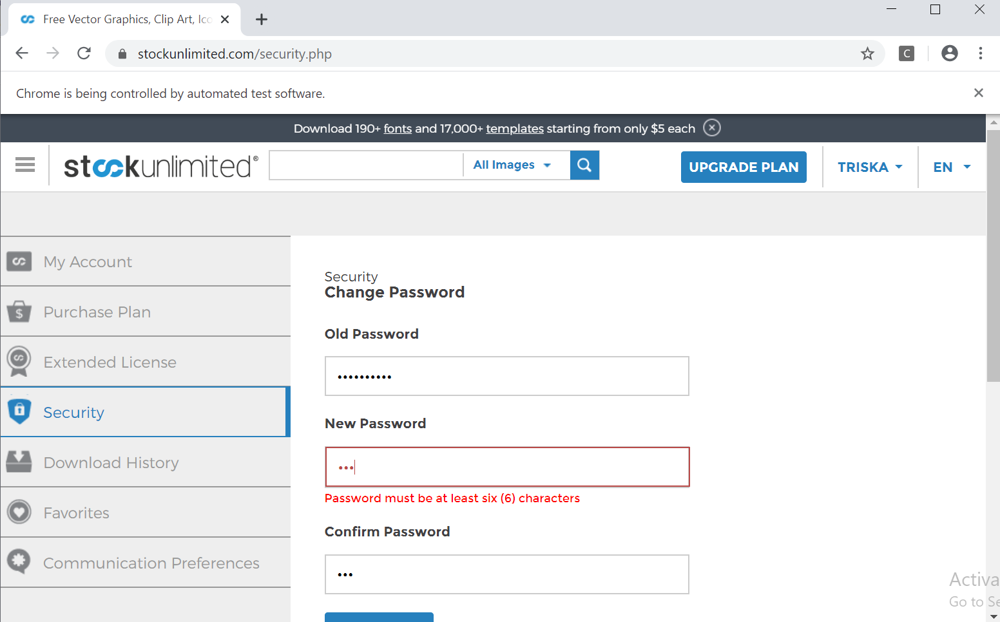 Free Vector Graphics, Clip Art, Ico
stockunlimited.com/security.php
C
Chrome is being controlled by automated test software.
Download 190+ fonts and 17,000+ templates starting from only $5 each
stockunlimited®
All Images
UPGRADE PLAN
TRISKA
EN
My Account
Purchase Plan
Extended License
Security
Download History
Favorites
Communication Preferences
Security
Change Password
Old Password
New Password
Password must be at least six (6) characters
Confirm Password
Activa
Go to Se